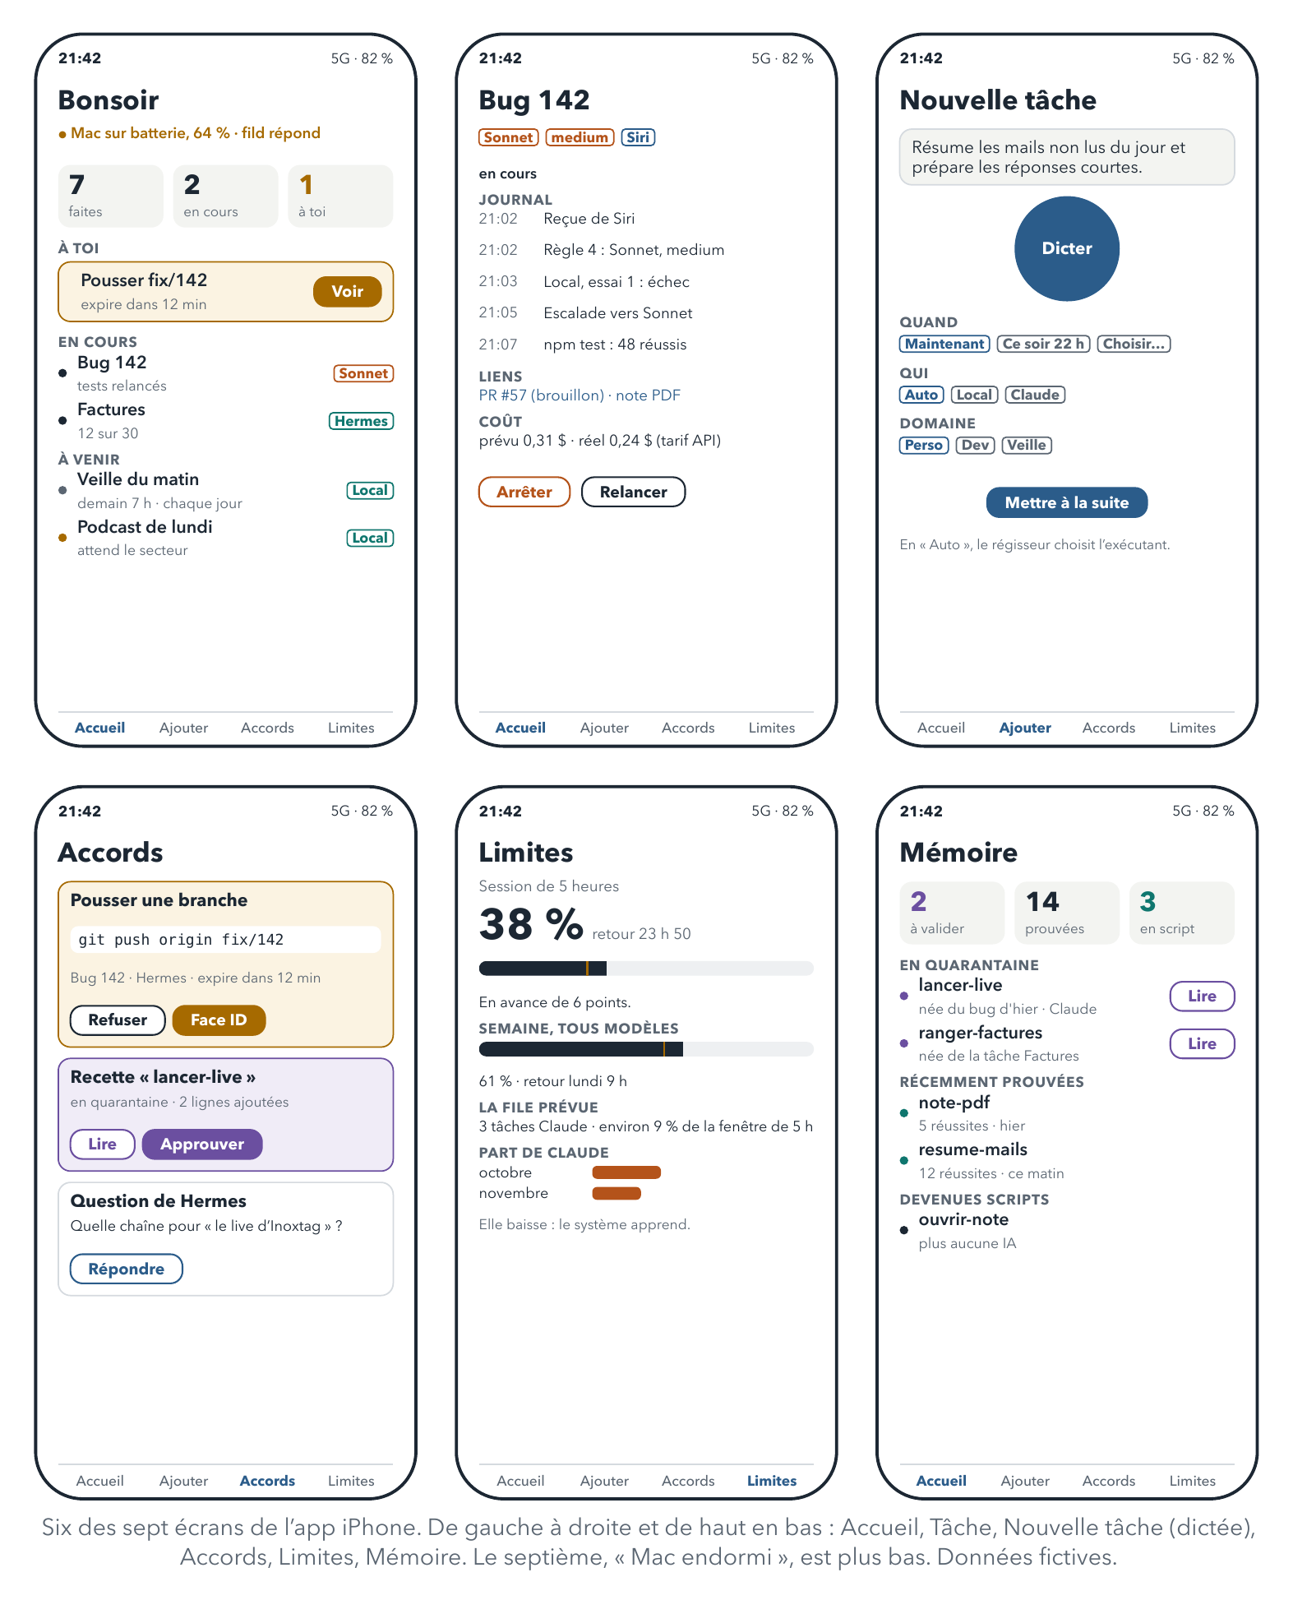 21:42 5G · 82 %
Bonsoir
Mac sur batterie, 64 % · fild répond
7 2 1
faites en cours à toi
À TOI
Pousser fix/142
expire dans 12 min
Voir
EN COURS
Bug 142
tests relancés
Sonnet
Factures
12 sur 30
Hermes
À VENIR
Veille du matin
demain 7 h · chaque jour
Local
Podcast de lundi
attend le secteur
Local
Accueil Ajouter Accords Limites
21:42 5G · 82 %
Bug 142
Sonnet medium Siri
en cours
JOURNAL
21:02 Reçue de Siri
21:02 Règle 4 : Sonnet, medium
21:03 Local, essai 1 : échec
21:05 Escalade vers Sonnet
21:07 npm test : 48 réussis
LIENS
PR #57 (brouillon) · note PDF
COÛT
prévu 0,31 $ · réel 0,24 $ (tarif API)
Arrêter Relancer
Accueil Ajouter Accords Limites
21:42 5G · 82 %
Nouvelle tâche
Résume les mails non lus du jour et
prépare les réponses courtes.
Dicter
QUAND
Maintenant Ce soir 22 h Choisir…
QUI
Auto Local Claude
DOMAINE
Perso Dev Veille
Mettre à la suite
En « Auto », le régisseur choisit l’exécutant.
Accueil Ajouter Accords Limites
21:42 5G · 82 %
Accords
Pousser une branche
git push origin fix/142
Bug 142 · Hermes · expire dans 12 min
Refuser Face ID
Recette « lancer-live »
en quarantaine · 2 lignes ajoutées
Lire Approuver
Question de Hermes
Quelle chaîne pour « le live d’Inoxtag » ?
Répondre
Accueil Ajouter Accords Limites
21:42 5G · 82 %
Limites
Session de 5 heures
38 % retour 23 h 50
En avance de 6 points.
SEMAINE, TOUS MODÈLES
61 % · retour lundi 9 h
LA FILE PRÉVUE
3 tâches Claude · environ 9 % de la fenêtre de 5 h
PART DE CLAUDE
octobre
novembre
Elle baisse : le système apprend.
Accueil Ajouter Accords Limites
21:42 5G · 82 %
Mémoire
2 14 3
à valider prouvées en script
EN QUARANTAINE
lancer-live
née du bug d'hier · Claude
Lire
ranger-factures
née de la tâche Factures
Lire
RÉCEMMENT PROUVÉES
note-pdf
5 réussites · hier
resume-mails
12 réussites · ce matin
DEVENUES SCRIPTS
ouvrir-note
plus aucune IA
Accueil Ajouter Accords Limites
Six des sept écrans de l’app iPhone. De gauche à droite et de haut en bas : Accueil, Tâche, Nouvelle tâche (dictée),
Accords, Limites, Mémoire. Le septième, « Mac endormi », est plus bas. Données fictives.